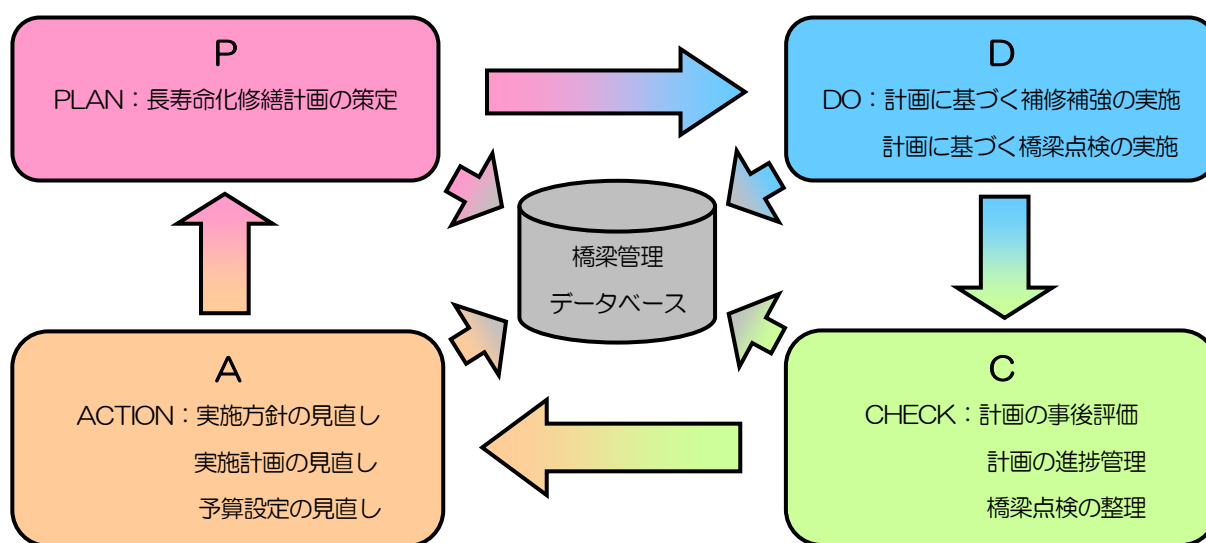 P
PLAN：長寿命化修繕計画の策定
D
DO：計画に基づく補修補強の実施
計画に基づく橋梁点検の実施
橋梁管理
データベース
A
ACTION：実施方針の見直し
実施計画の見直し
予算設定の見直し
C
CHECK：計画の事後評価
計画の進捗管理
橋梁点検の整理